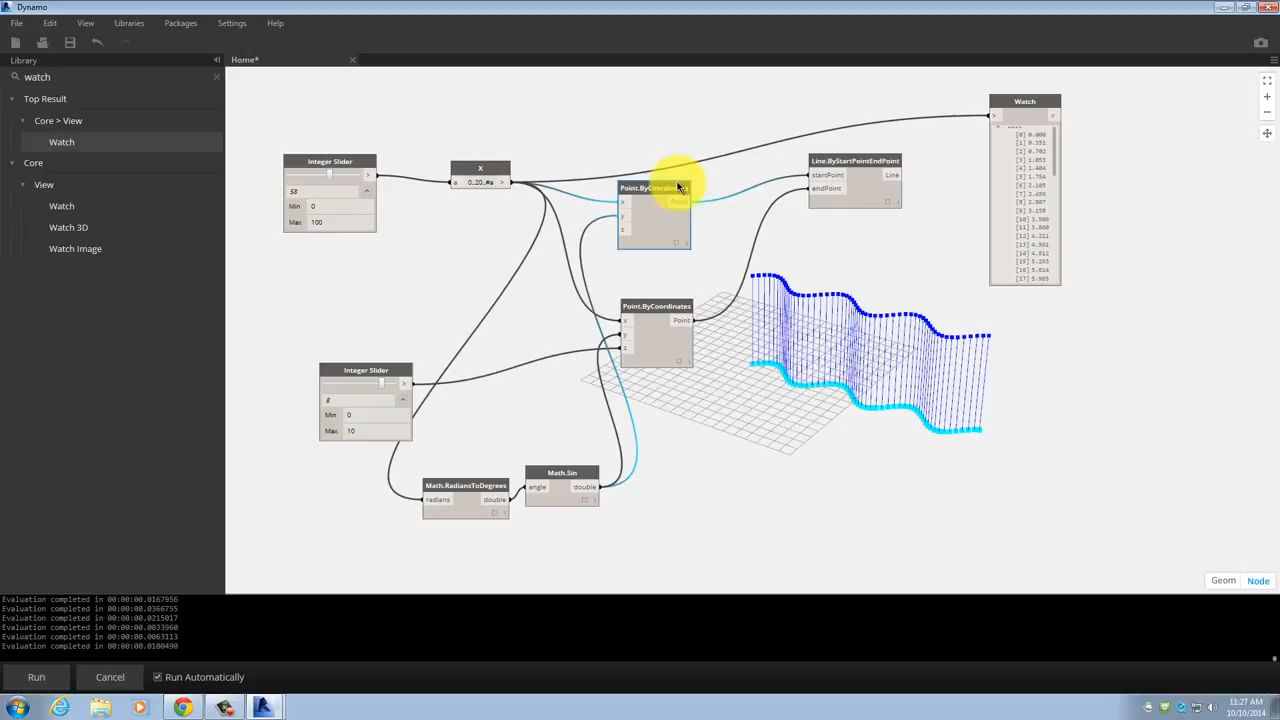 Dynamo
File Edit View Libraries Packages Settings Help
Library
Home*
watch
Top Result
Core > View
Watch
Core
View
Watch
Watch 3D
Watch Image
Integer Slider
>
58
Min 0
Max 100
X
a 0..20..#a >
Point.ByCoordinates
x Point
y
z
Line.ByStartPointEndPoint
startPoint Line
endPoint
Watch
> >
[0] 0.000
[1] 0.351
[2] 0.702
[3] 1.053
[4] 1.404
[5] 1.754
[6] 2.105
[7] 2.456
[8] 2.807
[9] 3.158
[10] 3.509
[11] 3.860
[12] 4.211
[13] 4.561
[14] 4.912
[15] 5.263
[16] 5.614
[17] 5.965
Point.ByCoordinates
x Point
y
z
Integer Slider
>
8
Min 0
Max 10
Math.RadiansToDegrees
radians double
Math.Sin
angle double
Geom Node
Evaluation completed in 00:00:00.0167956
Evaluation completed in 00:00:00.0366755
Evaluation completed in 00:00:00.0215017
Evaluation completed in 00:00:00.0033960
Evaluation completed in 00:00:00.0063113
Evaluation completed in 00:00:00.0100490
Run Cancel Run Automatically
11:27 AM
10/10/2014